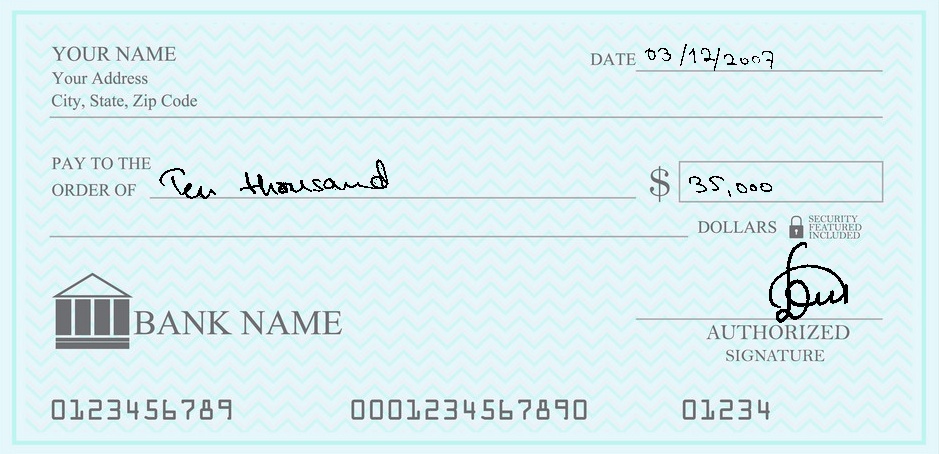 YOUR NAME
Your Address
City, State, Zip Code
DATE 03/12/2007
PAY TO THE
ORDER OF Ten thousand $ 35,000
DOLLARS SECURITY FEATURED INCLUDED
BANK NAME
AUTHORIZED
SIGNATURE
0123456789 0001234567890 01234